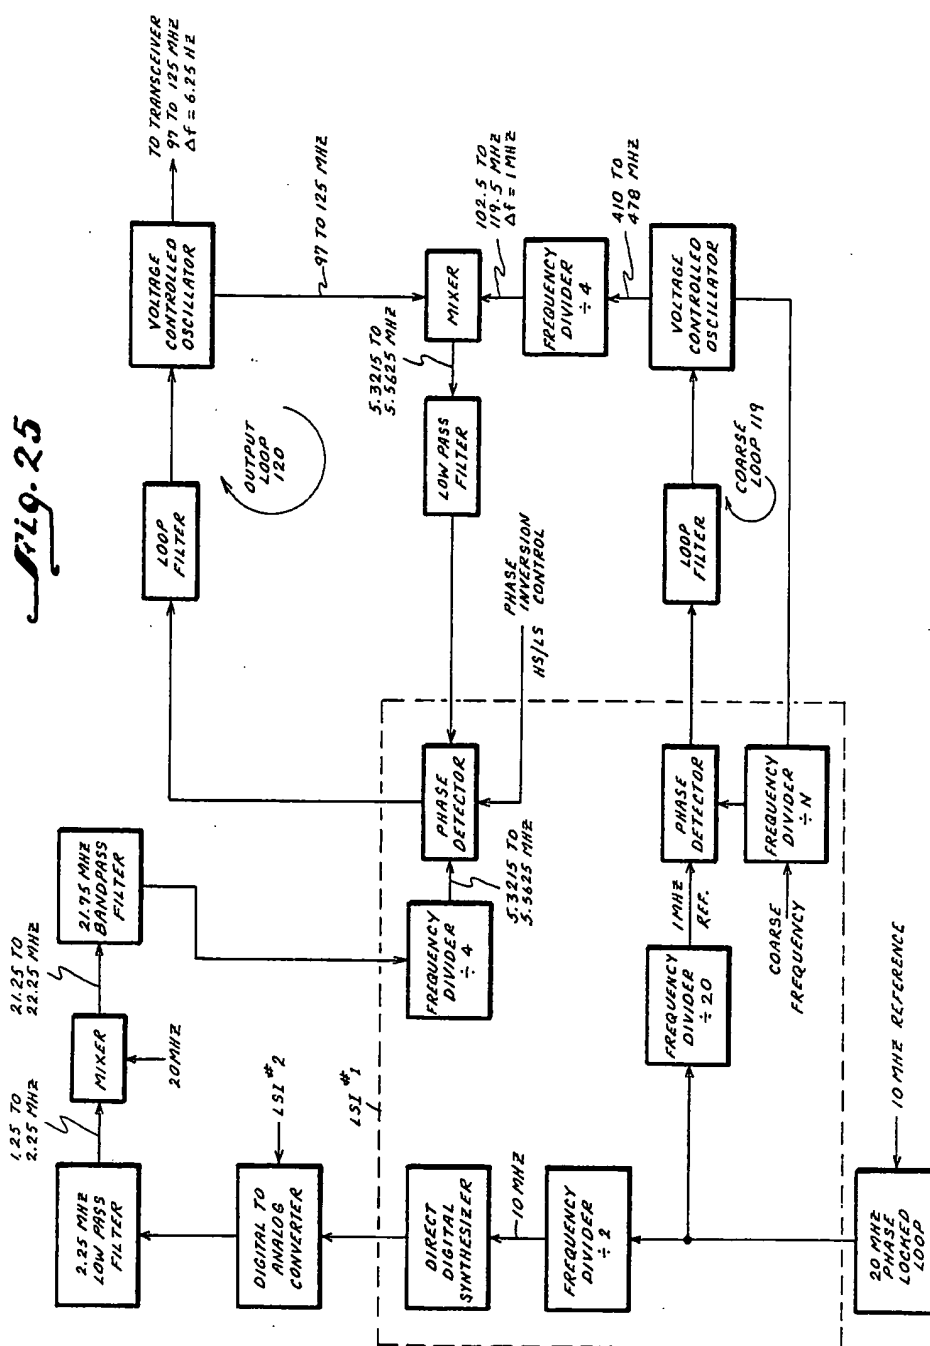 Fig. 25
2.25 MHZ
LOW PASS
FILTER
1.25 TO
2.25 MHZ
MIXER
20 MHZ
21.25 TO
22.25 MHZ
21.75 MHZ
BANDPASS
FILTER
LOOP
FILTER
OUTPUT
LOOP
120
VOLTAGE
CONTROLLED
OSCILLATOR
TO TRANSCEIVER
97 TO 125 MHZ
Δf = 6.25 HZ
97 TO 125 MHZ
DIGITAL TO
ANALOG
CONVERTER
LSI #2
LSI #1
DIRECT
DIGITAL
SYNTHESIZER
10 MHZ
FREQUENCY
DIVIDER
÷ 2
FREQUENCY
DIVIDER
÷ 4
5.3215 TO
5.5625 MHZ
PHASE
DETECTOR
PHASE
INVERSION
CONTROL
HS/LS
LOW PASS
FILTER
5.3215 TO
5.5625 MHZ
MIXER
102.5 TO
119.5 MHZ
Δf = 1 MHZ
FREQUENCY
DIVIDER
÷ 4
410 TO
478 MHZ
FREQUENCY
DIVIDER
÷ 20
1 MHZ
REF.
PHASE
DETECTOR
LOOP
FILTER
COARSE
LOOP 119
VOLTAGE
CONTROLLED
OSCILLATOR
COARSE
FREQUENCY
FREQUENCY
DIVIDER
÷ N
20 MHZ
PHASE
LOCKED
LOOP
10 MHZ REFERENCE